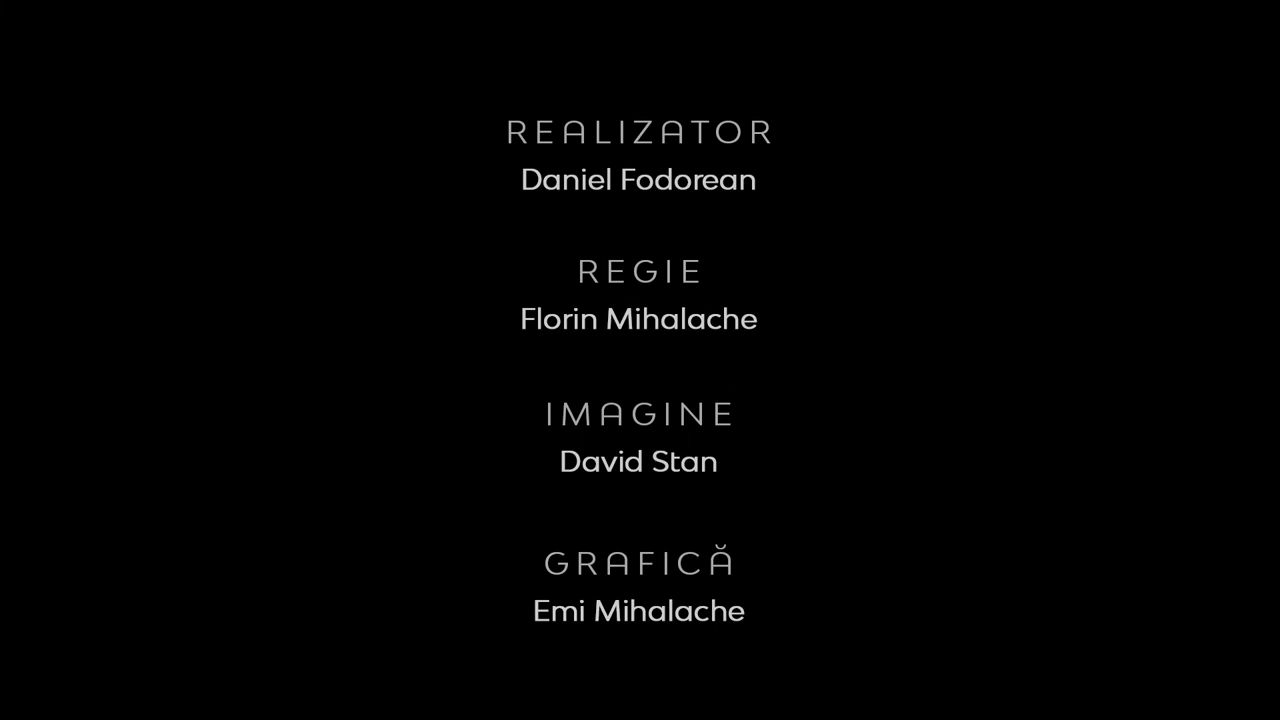 REALIZATOR
Daniel Fodorean
REGIE
Florin Mihalache
IMAGINE
David Stan
GRAFICĂ
Emi Mihalache